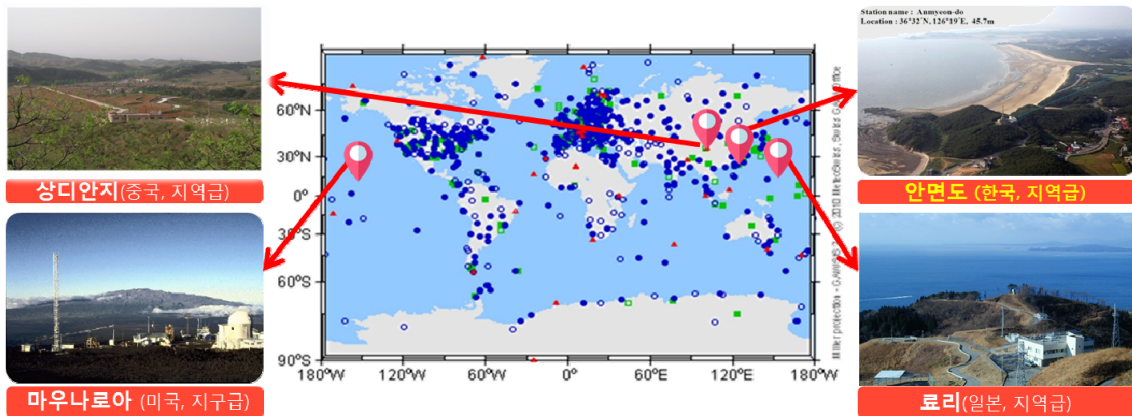 Station name : Anmyeon-do
Location : 36°32´N, 126°19´E, 45.7m
상디안지(중국, 지역급)
안면도 (한국, 지역급)
마우나로아 (미국, 지구급)
료리(일본, 지역급)
60°N
30°N
0°
30°S
60°S
90°S
180°W
120°W
60°W
0°
60°E
120°W
180°W
Miller projection